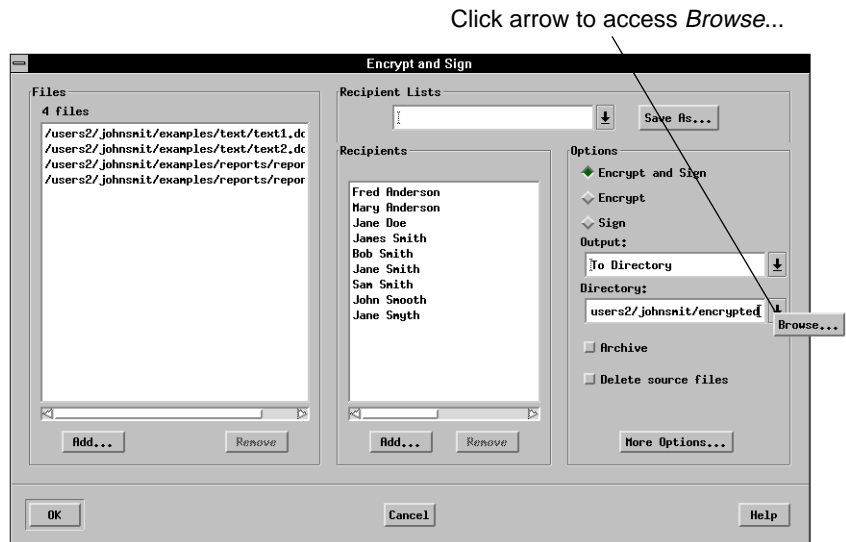 Click arrow to access Browse...
Encrypt and Sign
Files
4 files
/users2/johnsmit/examples/text/text1.dc
/users2/johnsmit/examples/text/text2.dc
/users2/johnsmit/examples/reports/repor
/users2/johnsmit/examples/reports/repor
Add...
Remove
Recipient Lists
Save As...
Recipients
Fred Anderson
Mary Anderson
Jane Doe
James Smith
Bob Smith
Jane Smith
Sam Smith
John Smooth
Jane Smyth
Add...
Remove
Options
Encrypt and Sign
Encrypt
Sign
Output:
To Directory
Directory:
users2/johnsmit/encrypted
Browse...
Archive
Delete source files
More Options...
OK
Cancel
Help